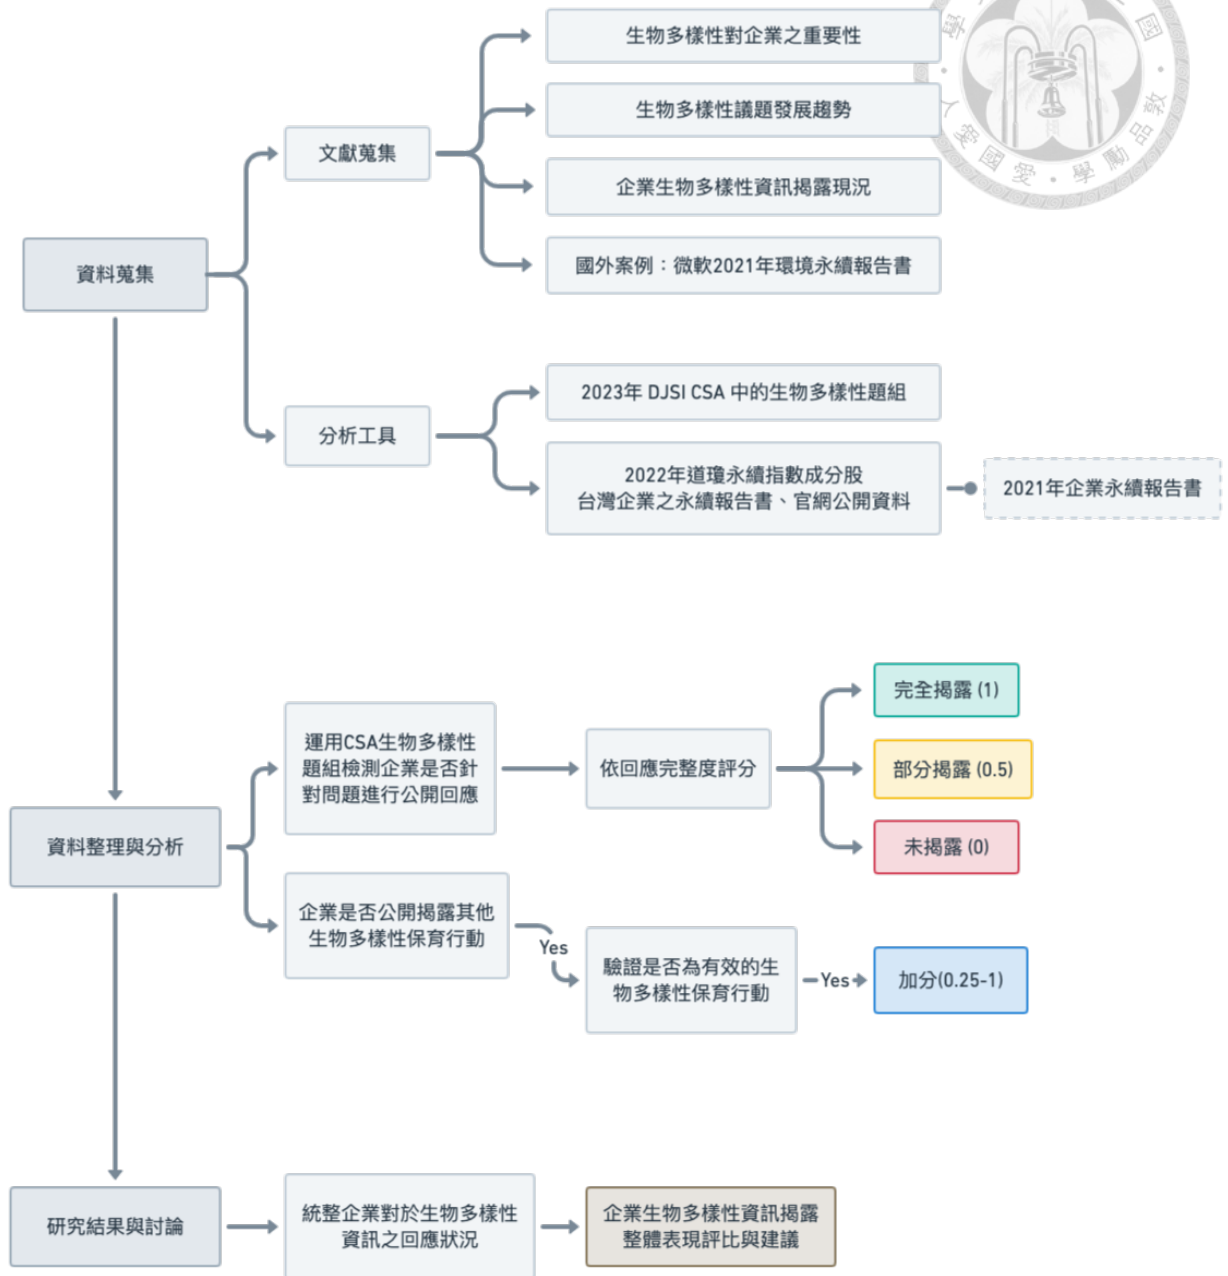 生物多樣性對企業之重要性
生物多樣性議題發展趨勢
文獻蒐集
企業生物多樣性資訊揭露現況
國外案例：微軟2021年環境永續報告書
資料蒐集
2023年 DJSI CSA 中的生物多樣性題組
分析工具
2022年道瓊永續指數成分股
台灣企業之永續報告書、官網公開資料
2021年企業永續報告書
完全揭露 (1)
運用CSA生物多樣性
題組檢測企業是否針
對問題進行公開回應
依回應完整度評分
部分揭露 (0.5)
未揭露 (0)
資料整理與分析
企業是否公開揭露其他
生物多樣性保育行動
Yes
驗證是否為有效的生
物多樣性保育行動
Yes
加分(0.25-1)
研究結果與討論
統整企業對於生物多樣性
資訊之回應狀況
企業生物多樣性資訊揭露
整體表現評比與建議
學
國
人愛國愛・學勵品敦